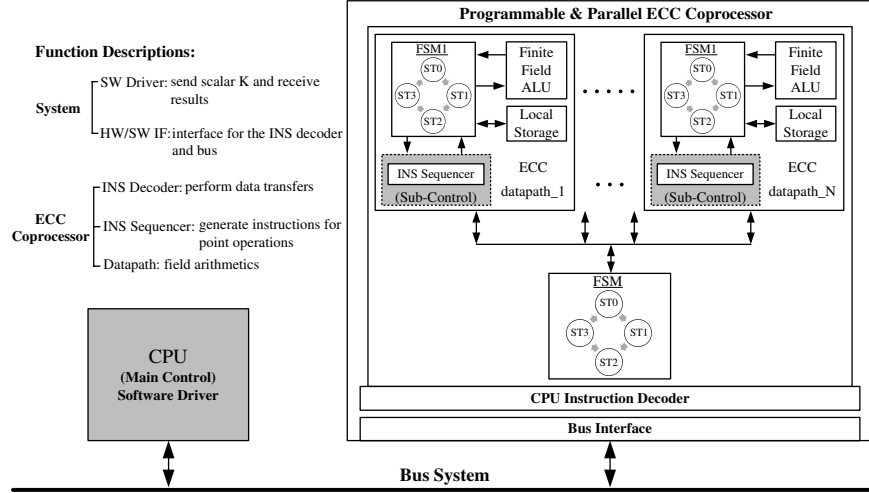 Programmable & Parallel ECC Coprocessor
Function Descriptions:
System
SW Driver: send scalar K and receive
results
HW/SW IF: interface for the INS decoder
and bus
ECC
Coprocessor
INS Decoder: perform data transfers
INS Sequencer: generate instructions for
point operations
Datapath: field arithmetics
FSM1
ST0
ST3
ST1
ST2
Finite
Field
ALU
Local
Storage
INS Sequencer
(Sub-Control)
ECC
datapath_1
FSM1
ST0
ST3
ST1
ST2
Finite
Field
ALU
Local
Storage
INS Sequencer
(Sub-Control)
ECC
datapath_N
FSM
ST0
ST3
ST1
ST2
CPU
(Main Control)
Software Driver
CPU Instruction Decoder
Bus Interface
Bus System